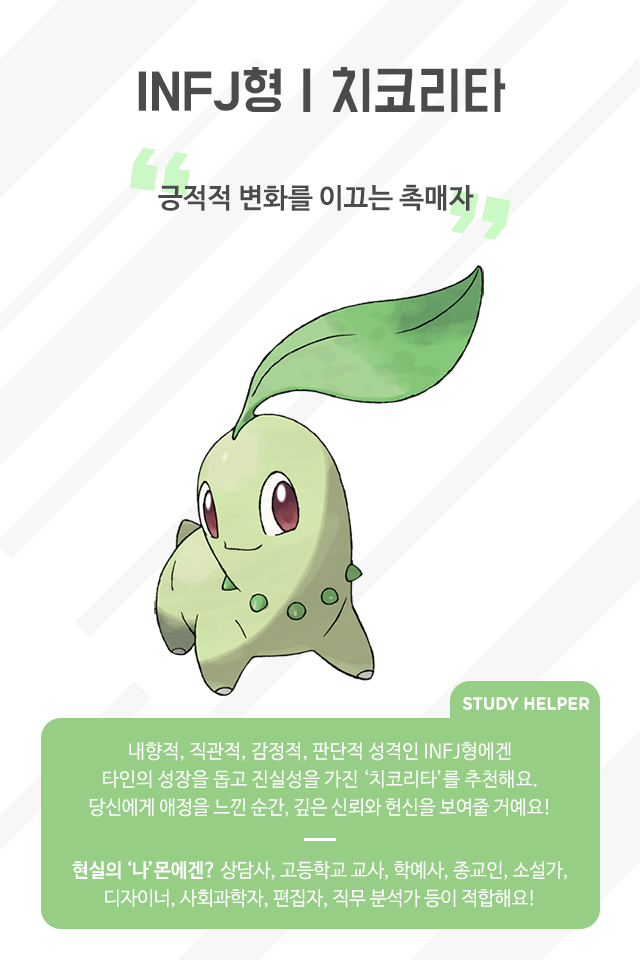 INFJ형 | 치코리타
“
긍적적 변화를 이끄는 촉매자
”
STUDY HELPER
내향적, 직관적, 감정적, 판단적 성격인 INFJ형에겐
타인의 성장을 돕고 진실성을 가진 ‘치코리타’를 추천해요.
당신에게 애정을 느낀 순간, 깊은 신뢰와 헌신을 보여줄 거예요!
현실의 ‘나’몬에겐? 상담사, 고등학교 교사, 학예사, 종교인, 소설가,
디자이너, 사회과학자, 편집자, 직무 분석가 등이 적합해요!